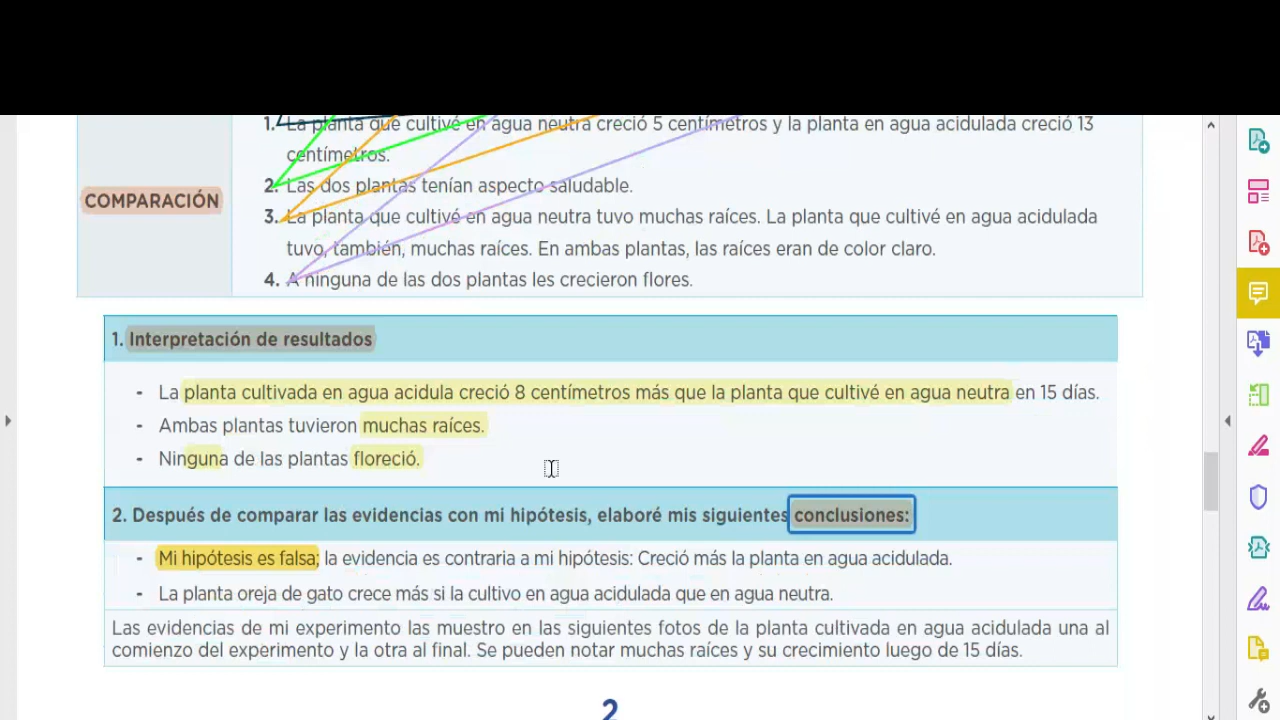 1. La planta que cultivé en agua neutra creció 5 centímetros y la planta en agua acidulada creció 13
centímetros.
2. Las dos plantas tenían aspecto saludable.
COMPARACIÓN
3. La planta que cultivé en agua neutra tuvo muchas raíces. La planta que cultivé en agua acidulada
tuvo, también, muchas raíces. En ambas plantas, las raíces eran de color claro.
4. A ninguna de las dos plantas les crecieron flores.
1. Interpretación de resultados
- La planta cultivada en agua acidula creció 8 centímetros más que la planta que cultivé en agua neutra en 15 días.
- Ambas plantas tuvieron muchas raíces.
- Ninguna de las plantas floreció.
2. Después de comparar las evidencias con mi hipótesis, elaboré mis siguientes conclusiones:
- Mi hipótesis es falsa; la evidencia es contraria a mi hipótesis: Creció más la planta en agua acidulada.
- La planta oreja de gato crece más si la cultivo en agua acidulada que en agua neutra.
Las evidencias de mi experimento las muestro en las siguientes fotos de la planta cultivada en agua acidulada una al
comienzo del experimento y la otra al final. Se pueden notar muchas raíces y su crecimiento luego de 15 días.
2